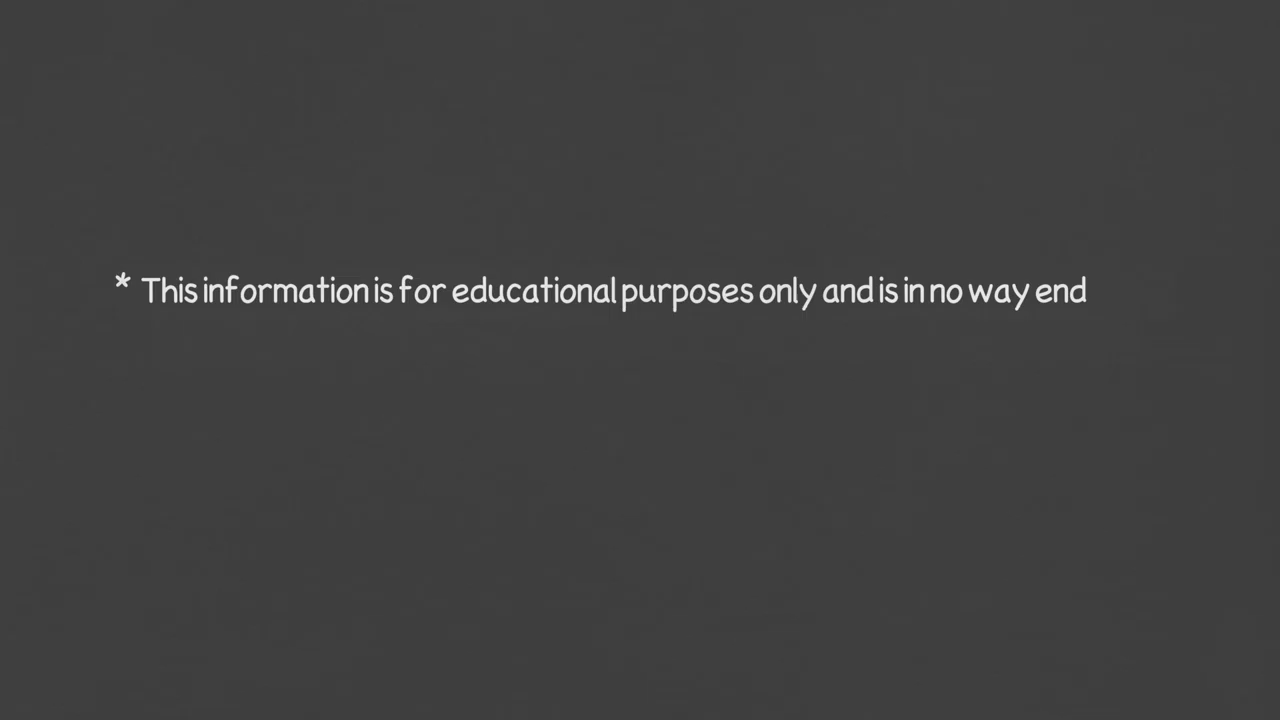 * This information is for educational purposes only and is in no way end